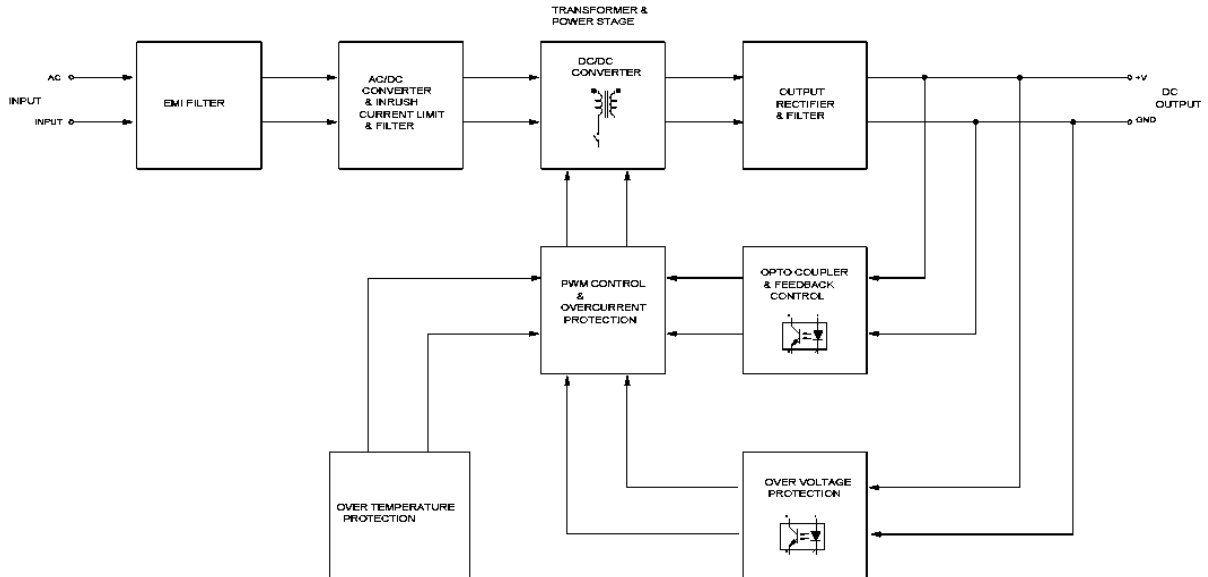 TRANSFORMER &
POWER STAGE
AC
INPUT
INPUT
EMI FILTER
AC/DC
CONVERTER
& INRUSH
CURRENT LIMIT
& FILTER
DC/DC
CONVERTER
OUTPUT
RECTIFIER
& FILTER
+V
DC
OUTPUT
GND
PWM CONTROL
&
OVERCURRENT
PROTECTION
OPTO COUPLER
& FEEDBACK
CONTROL
OVER TEMPERATURE
PROTECTION
OVER VOLTAGE
PROTECTION